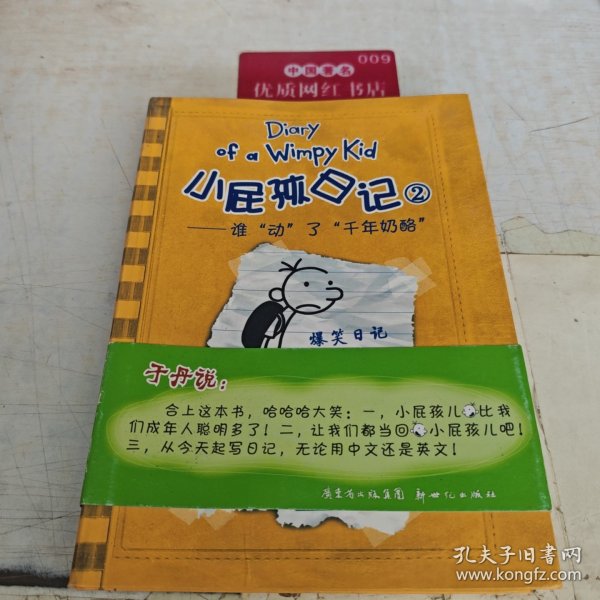 009
中国著名
优质网红书店
Diary
of a Wimpy Kid
小屁孩日记②
——谁“动”了“千年奶酪”
爆笑日记
于丹说:
合上这本书,哈哈哈大笑:一,小屁孩儿比我
们成年人聪明多了!二,让我们都当回小屁孩儿吧!
三,从今天起写日记,无论用中文还是英文!
广东省出版集团 新世纪出版社
孔夫子旧书网
www.kongfz.com